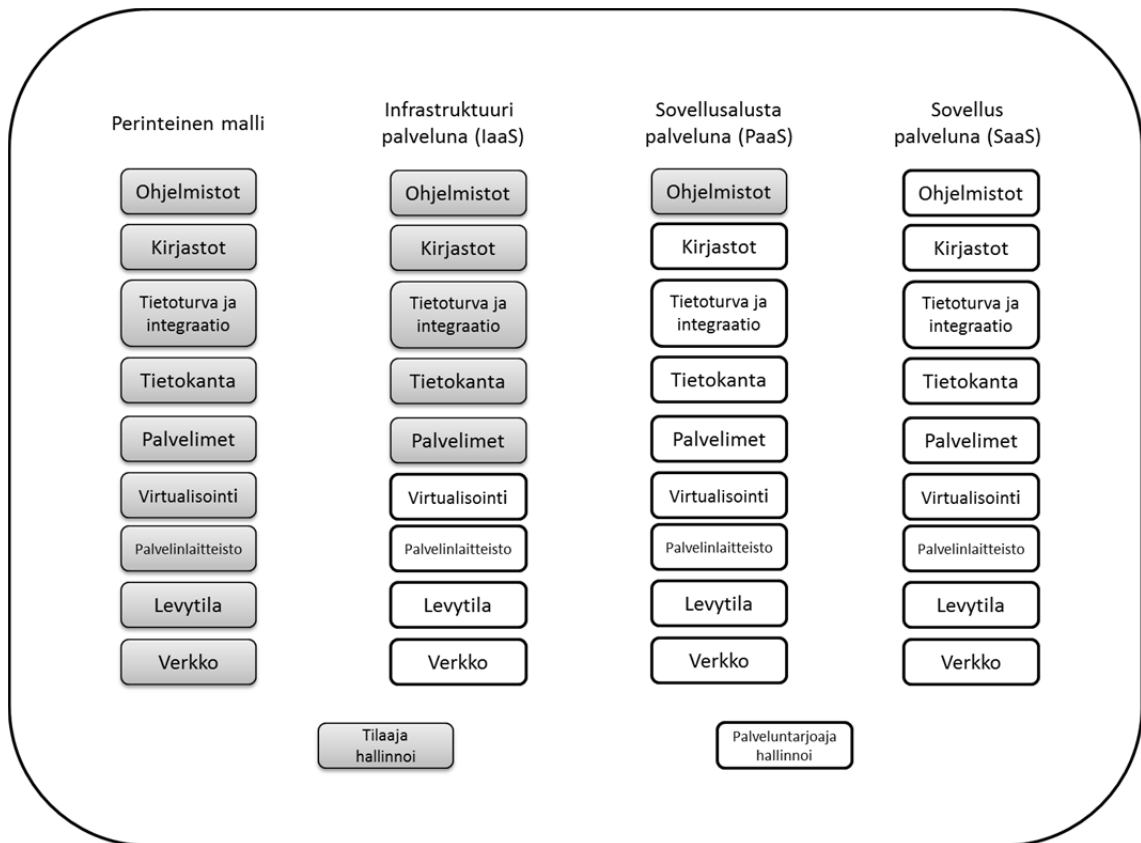 Perinteinen malli
Infrastruktuuri
palveluna (IaaS)
Sovellusalusta
palveluna (PaaS)
Sovellus
palveluna (SaaS)
Ohjelmistot
Ohjelmistot
Ohjelmistot
Ohjelmistot
Kirjastot
Kirjastot
Kirjastot
Kirjastot
Tietoturva ja
integraatio
Tietoturva ja
integraatio
Tietoturva ja
integraatio
Tietoturva ja
integraatio
Tietokanta
Tietokanta
Tietokanta
Tietokanta
Palvelimet
Palvelimet
Palvelimet
Palvelimet
Virtualisointi
Virtualisointi
Virtualisointi
Virtualisointi
Palvelinlaitteisto
Palvelinlaitteisto
Palvelinlaitteisto
Palvelinlaitteisto
Levytila
Levytila
Levytila
Levytila
Verkko
Verkko
Verkko
Verkko
Tilaaja
hallinnoi
Palveluntarjoaja
hallinnoi